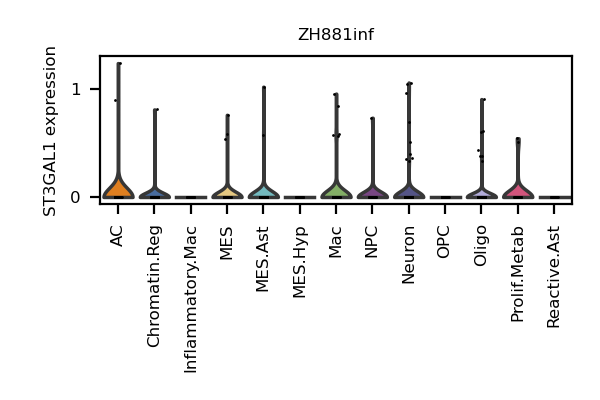 ZH881inf
ST3GAL1 expression
1
0
AC
Chromatin.Reg
Inflammatory.Mac
MES
MES.Ast
MES.Hyp
Mac
NPC
Neuron
OPC
Oligo
Prolif.Metab
Reactive.Ast